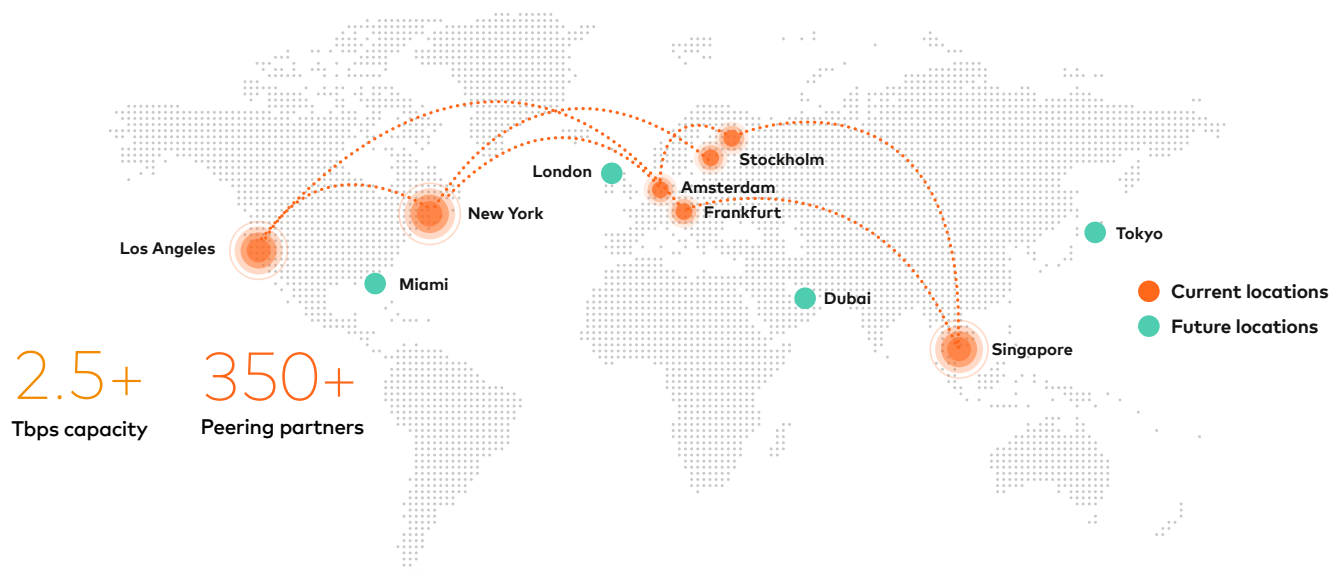 London
Stockholm
Amsterdam
New York
Frankfurt
Los Angeles
Tokyo
Miami
Dubai
Current locations
Future locations
Singapore
2.5+
Tbps capacity
350+
Peering partners